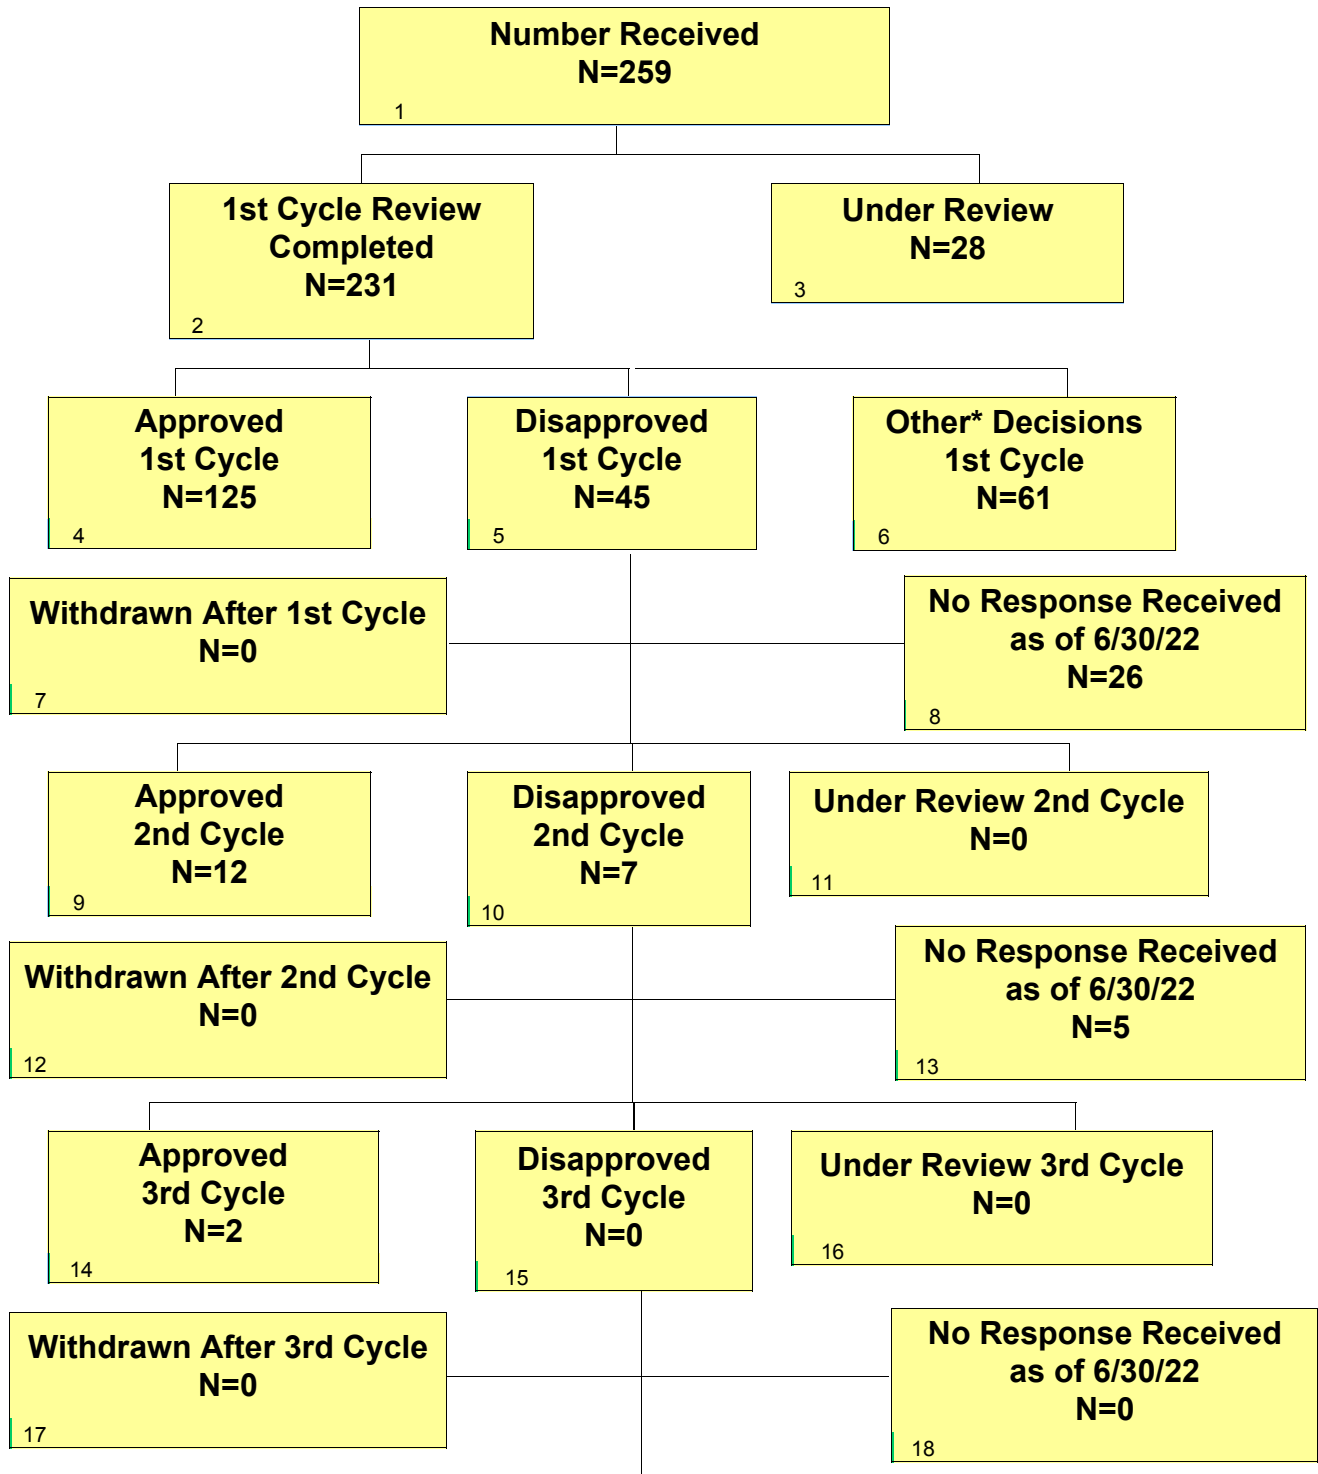 Number Received
N=259
1
1st Cycle Review
Completed
N=231
2
Under Review
N=28
3
Approved
1st Cycle
N=125
4
Disapproved
1st Cycle
N=45
5
Other* Decisions
1st Cycle
N=61
6
Withdrawn After 1st Cycle
N=0
7
No Response Received
as of 6/30/22
N=26
8
Approved
2nd Cycle
N=12
9
Disapproved
2nd Cycle
N=7
10
Under Review 2nd Cycle
N=0
11
Withdrawn After 2nd Cycle
N=0
12
No Response Received
as of 6/30/22
N=5
13
Approved
3rd Cycle
N=2
14
Disapproved
3rd Cycle
N=0
15
Under Review 3rd Cycle
N=0
16
Withdrawn After 3rd Cycle
N=0
17
No Response Received
as of 6/30/22
N=0
18